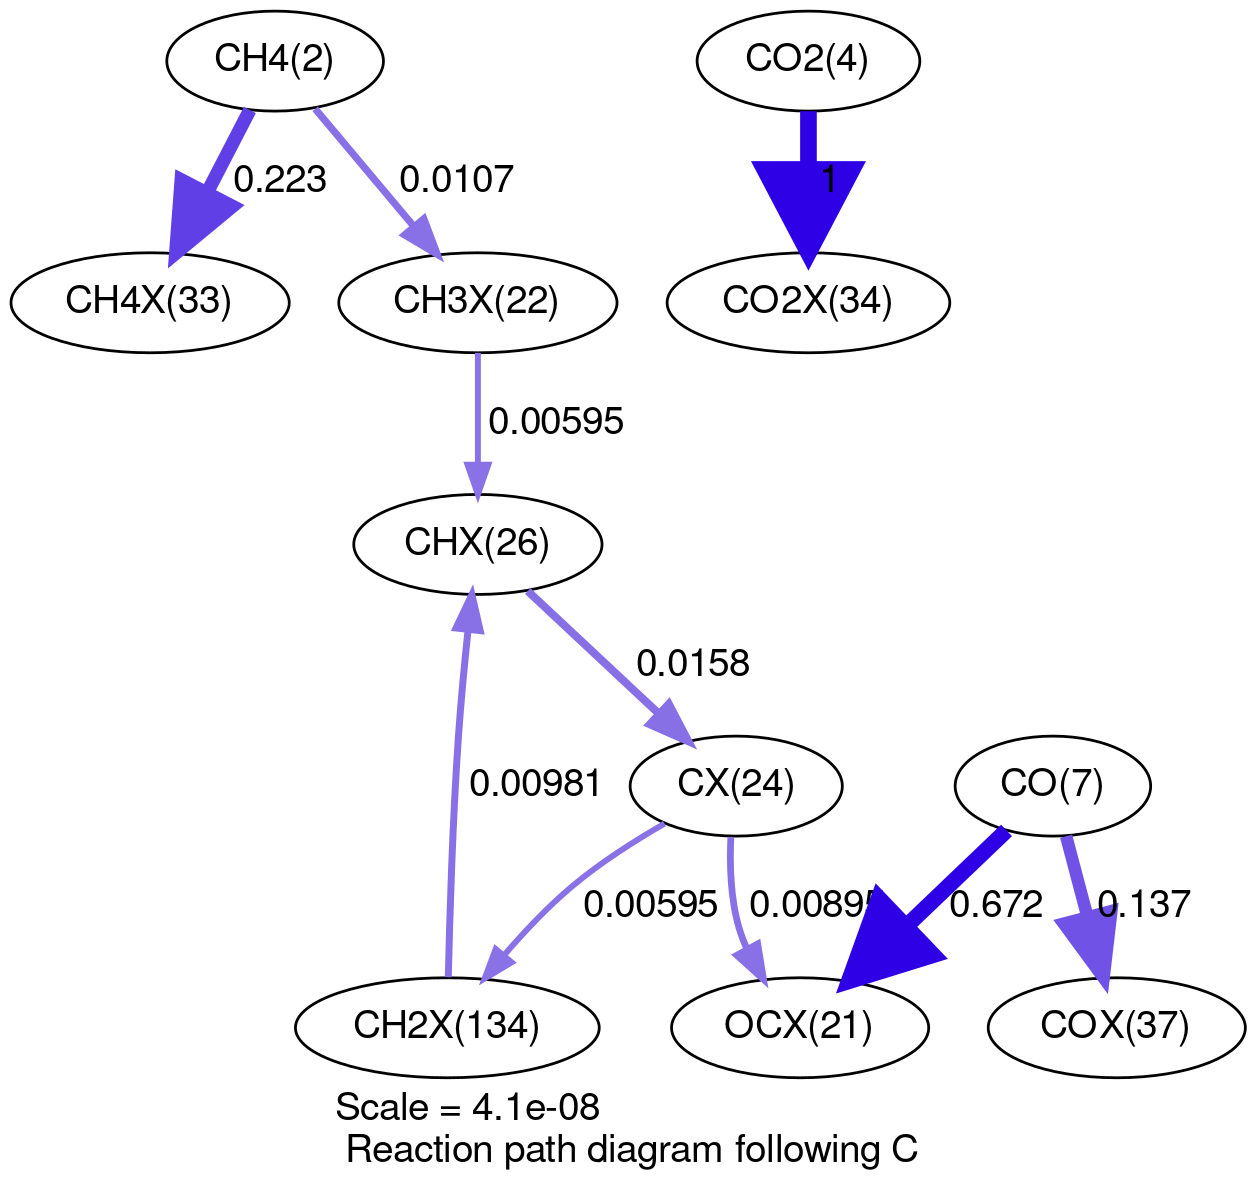 CH4(2)
CO2(4)
0.223
0.0107
1
CH4X(33)
CH3X(22)
CO2X(34)
0.00595
CHX(26)
0.0158
0.00981
CX(24)
CO(7)
0.00595
0.00895
0.672
0.137
CH2X(134)
OCX(21)
COX(37)
Scale = 4.1e-08
Reaction path diagram following C